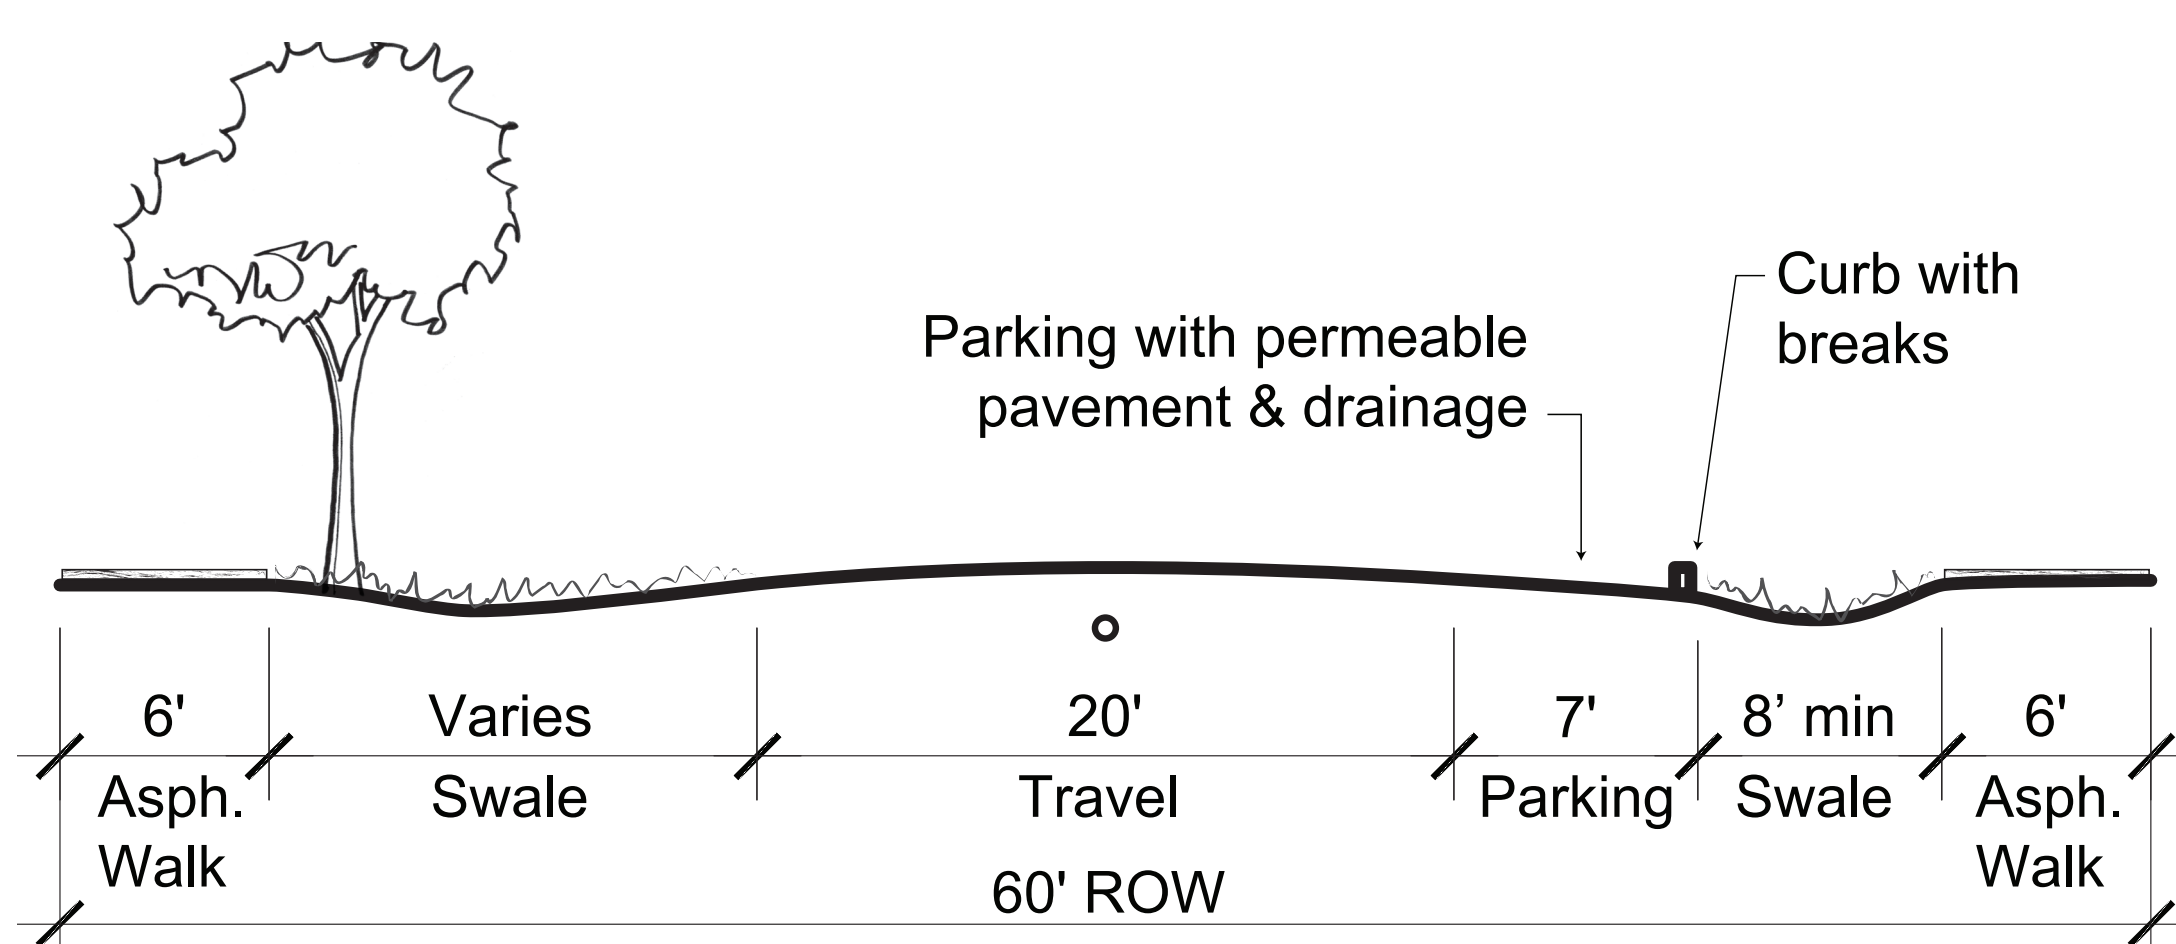 Curb with
breaks
Parking with permeable
pavement & drainage
6'
Varies
20'
7'
8’ min
6'
Asph.
Walk
Swale
Travel
Parking
Swale
Asph.
Walk
60' ROW